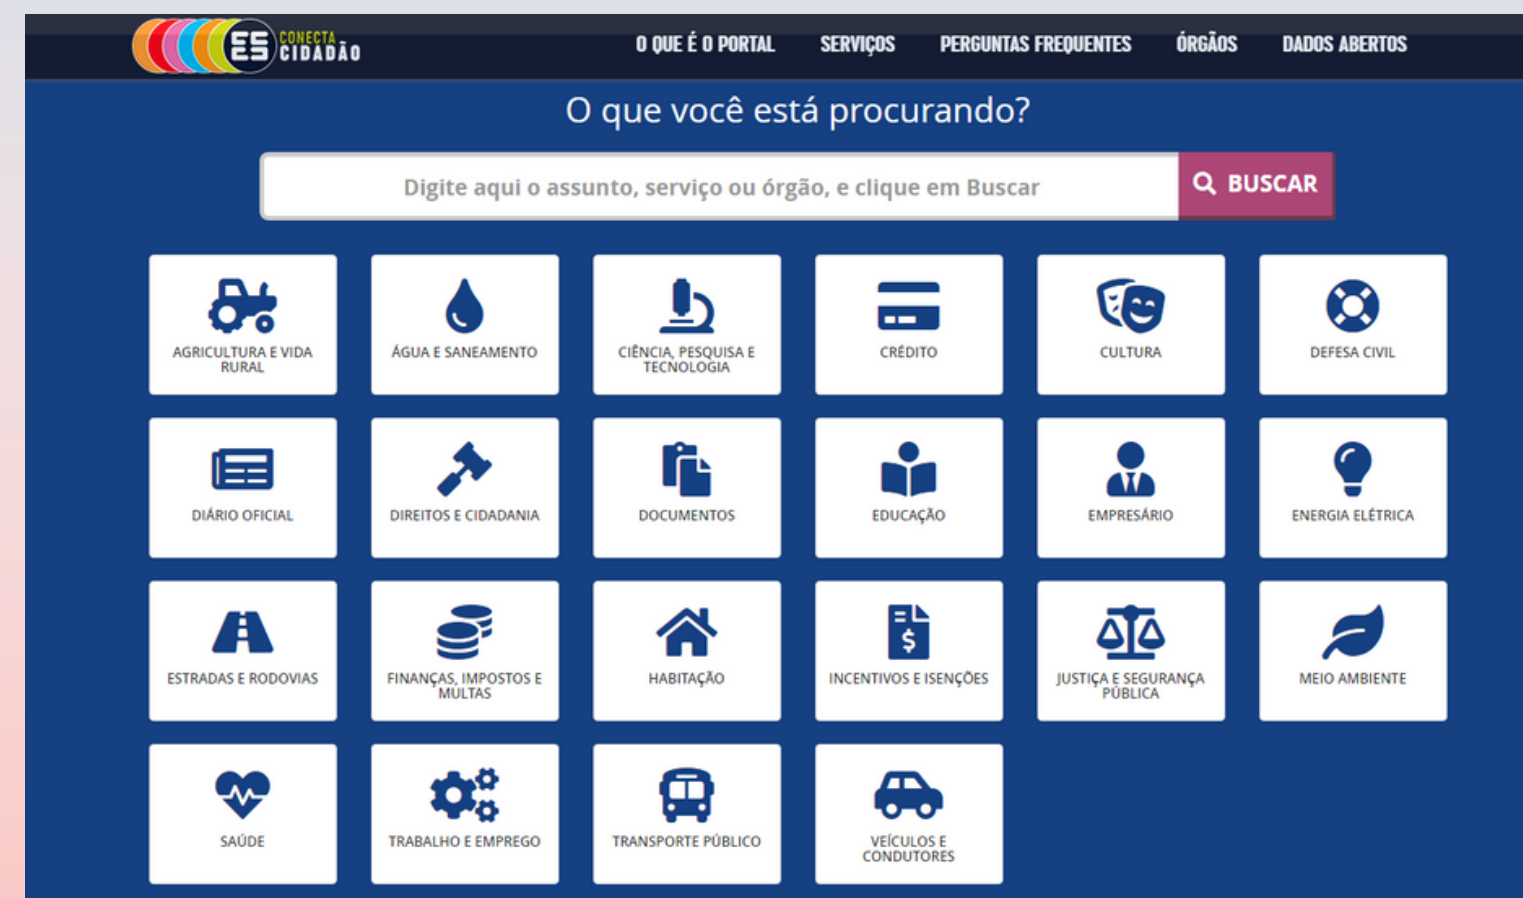 ES
ES
CONECTA
CIDADÃO
O QUE É O PORTAL
SERVIÇOS
PERGUNTAS FREQUENTES
ÓRGÃOS
DADOS ABERTOS
O que você está procurando?
Digite aqui o assunto, serviço ou órgão, e clique em Buscar
BUSCAR
AGRICULTURA E VIDA
RURAL
ÁGUA E SANEAMENTO
CIÊNCIA, PESQUISA E
TECNOLOGIA
CRÉDITO
CULTURA
DEFESA CIVIL
DIÁRIO OFICIAL
DIREITOS E CIDADANIA
DOCUMENTOS
EDUCAÇÃO
EMPRESÁRIO
ENERGIA ELÉTRICA
ESTRADAS E RODOVIAS
FINANÇAS, IMPOSTOS E
MULTAS
HABITAÇÃO
INCENTIVOS E ISENÇÕES
JUSTIÇA E SEGURANÇA
PÚBLICA
MEIO AMBIENTE
SAÚDE
TRABALHO E EMPREGO
TRANSPORTE PÚBLICO
VEÍCULOS E
CONDUTORES